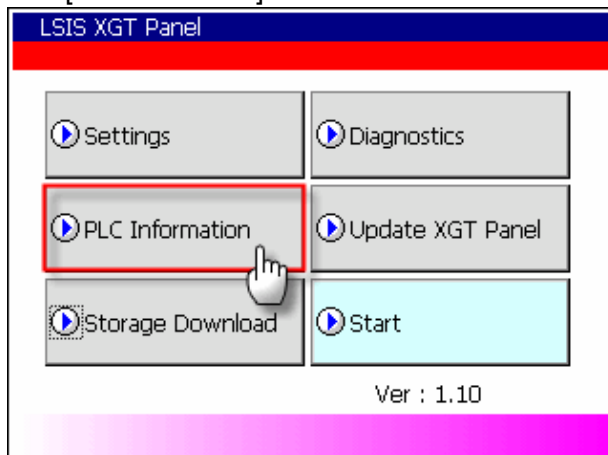 LSIS XGT Panel
Settings
Diagnostics
PLC Information
Update XGT Panel
Storage Download
Start
Ver : 1.10